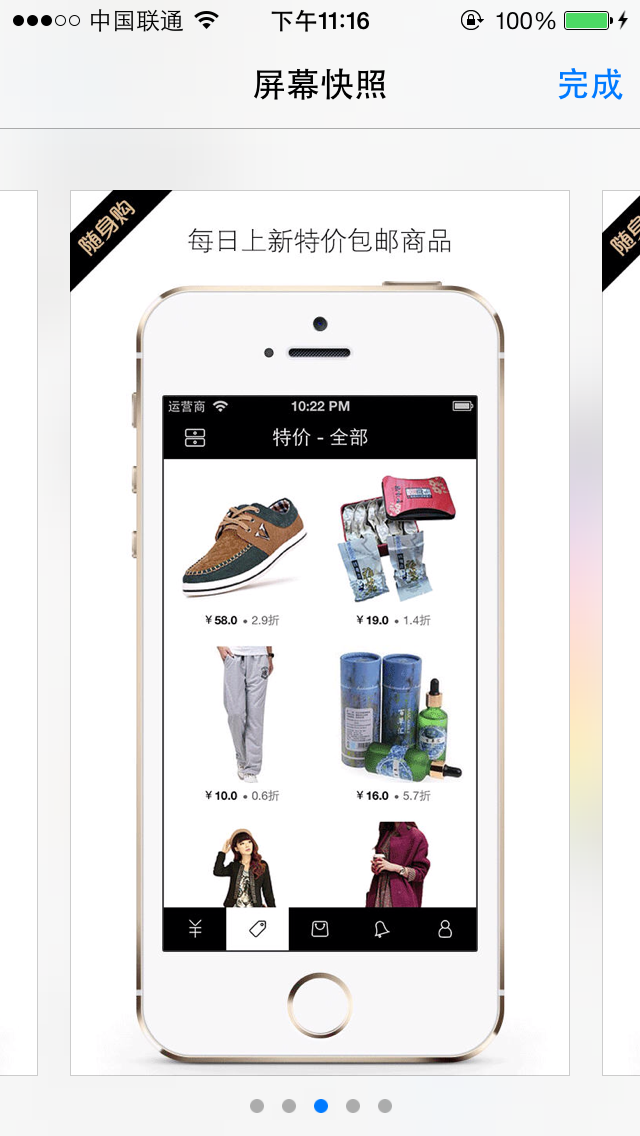 中国联通 下午11:16 100%
屏幕快照 完成
随身购
每日上新特价包邮商品
随身
运营商 10:22 PM
特价 - 全部
¥58.0 • 2.9折 ¥19.0 • 1.4折
¥10.0 • 0.6折 ¥16.0 • 5.7折